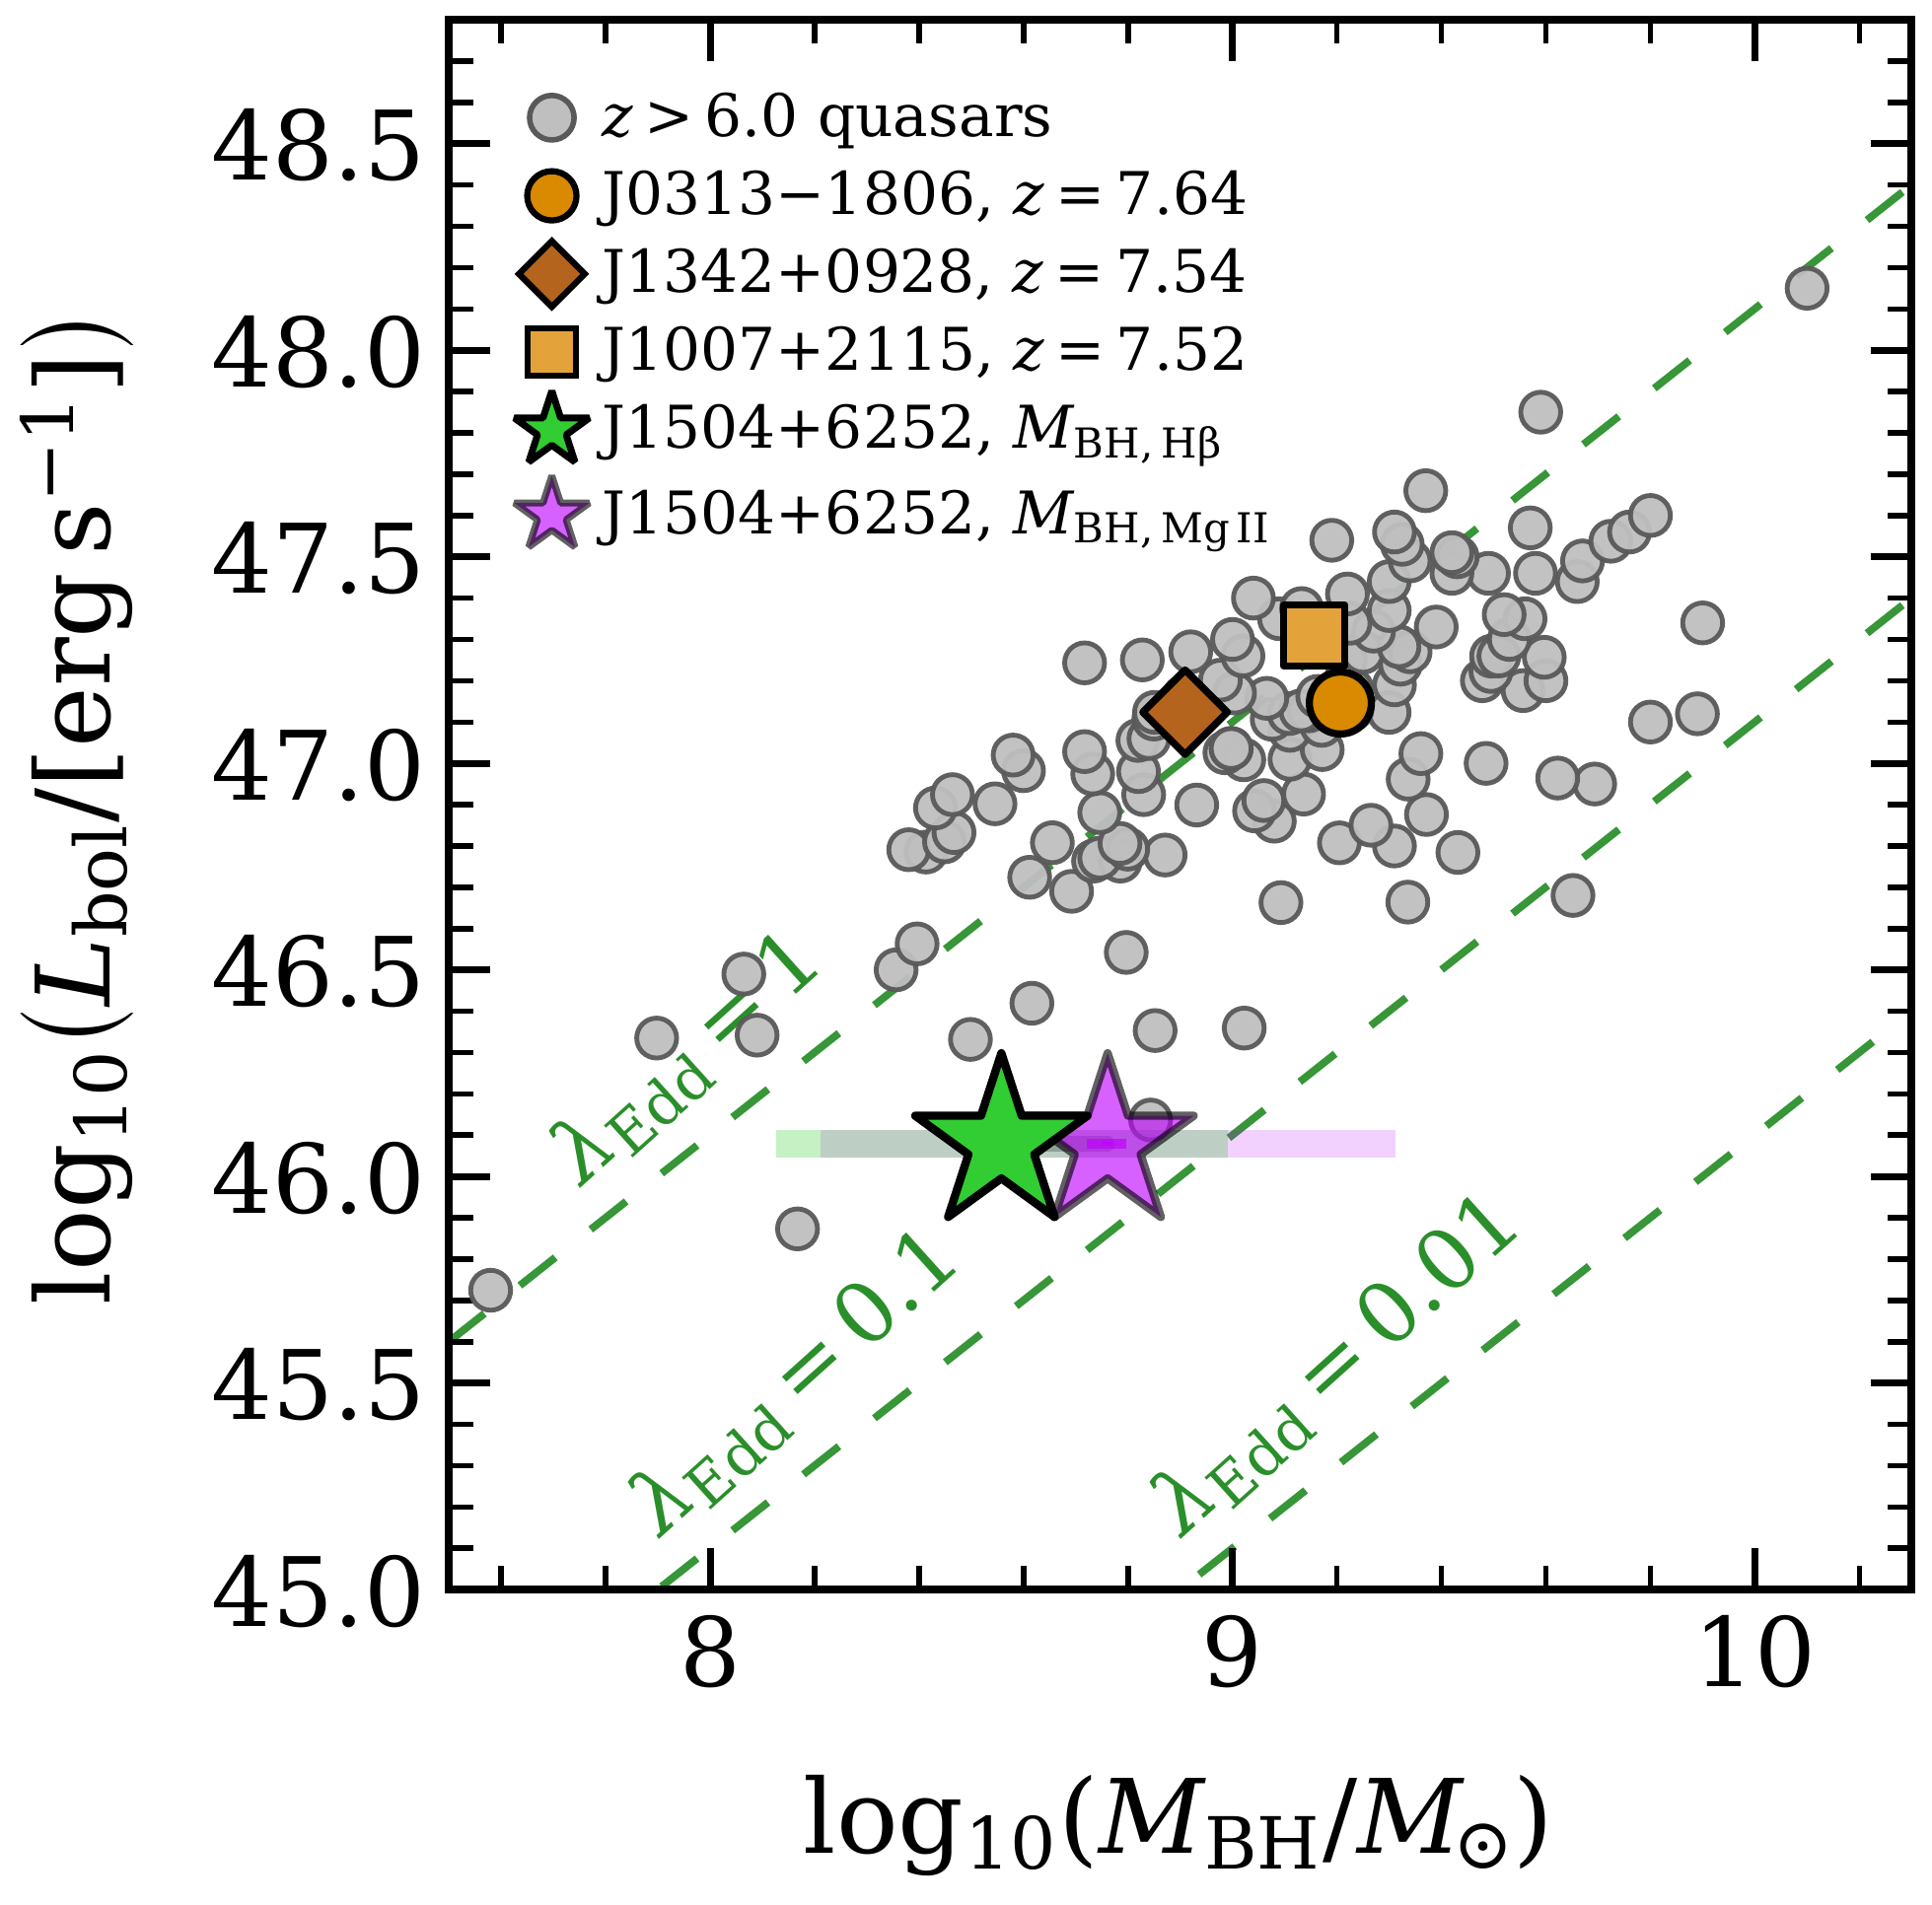 z > 6.0 quasars
J0313−1806, z = 7.64
J1342+0928, z = 7.54
J1007+2115, z = 7.52
J1504+6252, M_BH, Hβ
J1504+6252, M_BH, Mg II
48.5
48.0
47.5
47.0
46.5
46.0
45.5
45.0
log₁₀(L_bol/[erg s⁻¹])
λ_Edd = 1
λ_Edd = 0.1
λ_Edd = 0.01
8 9 10
log₁₀(M_BH/M_⊙)